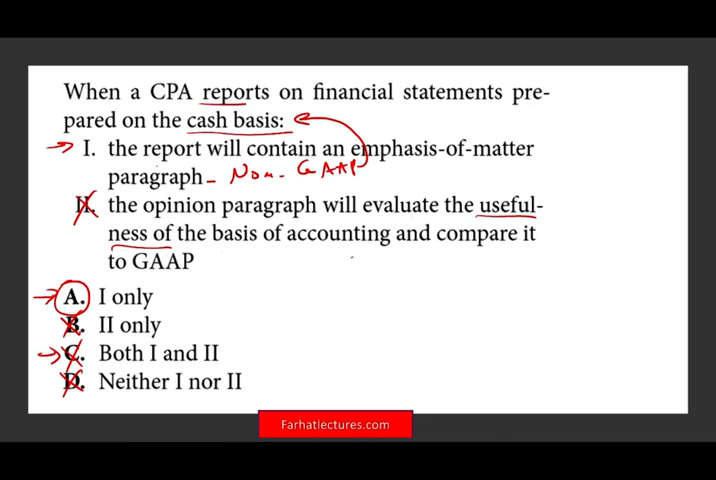 When a CPA reports on financial statements pre-
pared on the cash basis:
I. the report will contain an emphasis-of-matter
paragraph - Non-GAAP
II. the opinion paragraph will evaluate the useful-
ness of the basis of accounting and compare it
to GAAP
A. I only
B. II only
C. Both I and II
D. Neither I nor II
Farhatlectures.com